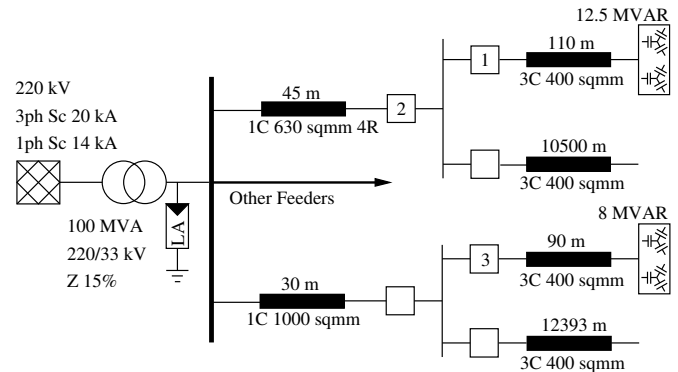 12.5 MVAR
220 kV
3ph Sc 20 kA
1ph Sc 14 kA
100 MVA
220/33 kV
Z 15%
LA
45 m
1C 630 sqmm 4R
2
1
110 m
3C 400 sqmm
10500 m
3C 400 sqmm
Other Feeders
8 MVAR
30 m
1C 1000 sqmm
3
90 m
3C 400 sqmm
12393 m
3C 400 sqmm